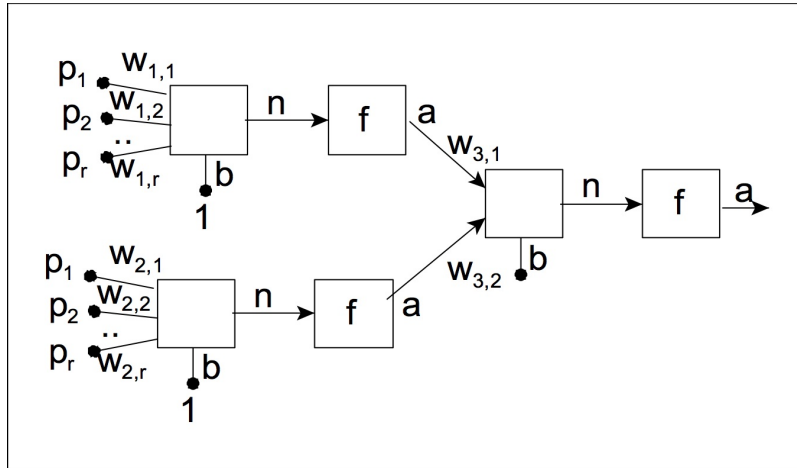 p1 w1,1
p2 w1,2 n f a
..
pr w1,r b w3,1
1 n f a
p1 w2,1 b
p2 w2,2 n f a w3,2
..
pr w2,r b
1